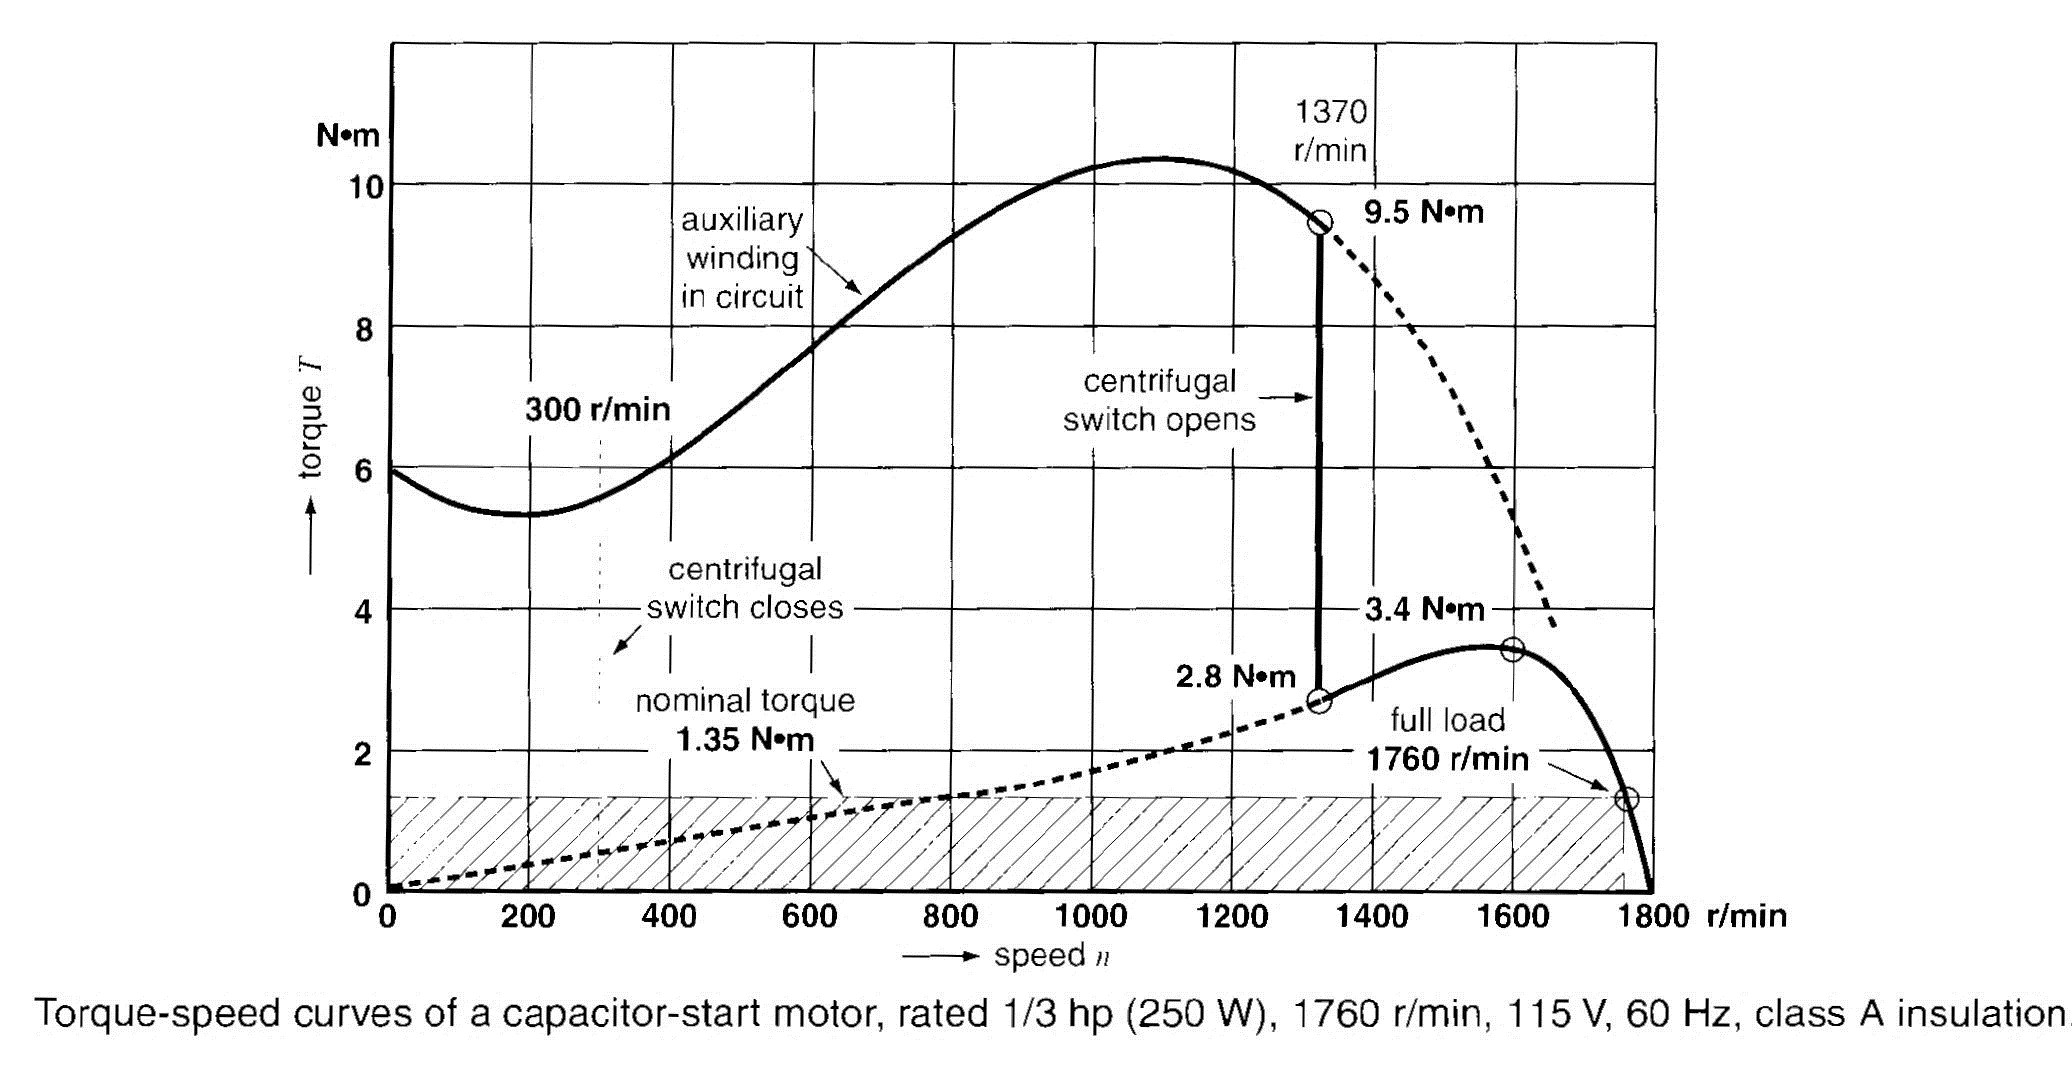 1370
r/min
N•m
10
9.5 N•m
auxiliary
winding
in circuit
8
300 r/min
centrifugal
switch opens
torque T
6
centrifugal
switch closes
4
3.4 N•m
2.8 N•m
nominal torque
1.35 N•m
full load
1760 r/min
2
0
0 200 400 600 800 1000 1200 1400 1600 1800 r/min
speed n
Torque-speed curves of a capacitor-start motor, rated 1/3 hp (250 W), 1760 r/min, 115 V, 60 Hz, class A insulation.